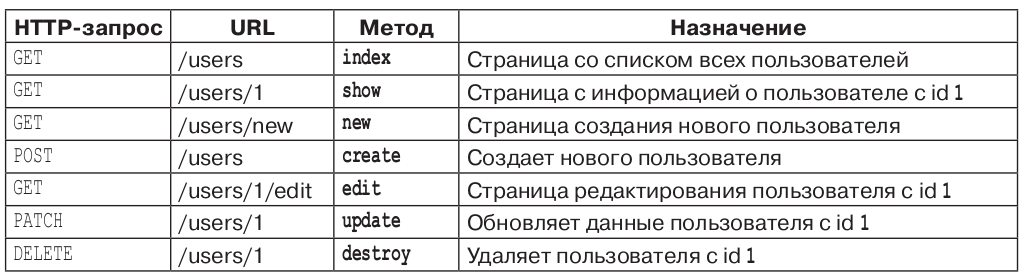 HTTP-запрос URL Метод Назначение
GET /users index Страница со списком всех пользователей
GET /users/1 show Страница с информацией о пользователе с id 1
GET /users/new new Страница создания нового пользователя
POST /users create Создает нового пользователя
GET /users/1/edit edit Страница редактирования пользователя с id 1
PATCH /users/1 update Обновляет данные пользователя с id 1
DELETE /users/1 destroy Удаляет пользователя с id 1